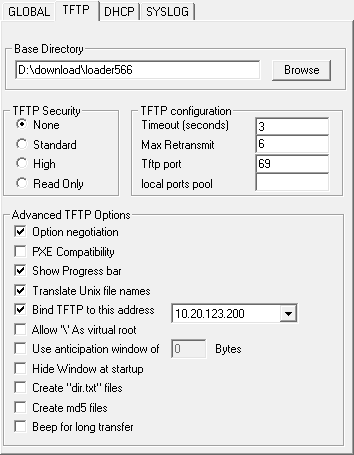 GLOBAL TFTP DHCP SYSLOG
Base Directory
D:\download\loader566 Browse
TFTP Security
None
Standard
High
Read Only
TFTP configuration
Timeout (seconds) 3
Max Retransmit 6
Tftp port 69
local ports pool
Advanced TFTP Options
Option negotiation
PXE Compatibility
Show Progress bar
Translate Unix file names
Bind TFTP to this address 10.20.123.200
Allow '\' As virtual root
Use anticipation window of 0 Bytes
Hide Window at startup
Create "dir.txt" files
Create md5 files
Beep for long transfer